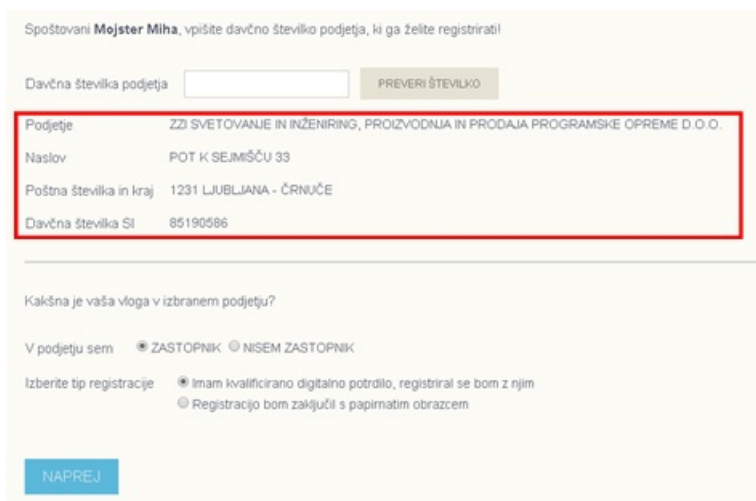 Spoštovani Mojster Miha, vpišite davčno številko podjetja, ki ga želite registrirati!
Davčna številka podjetja PREVERI ŠTEVILKO
Podjetje ZZI SVETOVANJE IN INŽENIRING, PROIZVODNJA IN PRODAJA PROGRAMSKE OPREME D.O.O.
Naslov POT K SEJMIŠČU 33
Poštna številka in kraj 1231 LJUBLJANA - ČRNUČE
Davčna številka SI 85190586
Kakšna je vaša vloga v izbranem podjetju?
V podjetju sem ZASTOPNIK NISEM ZASTOPNIK
Izberite tip registracije Imam kvalificirano digitalno potrdilo, registriral se bom z njim
Registracijo bom zaključil s papirnatim obrazcem
NAPREJ